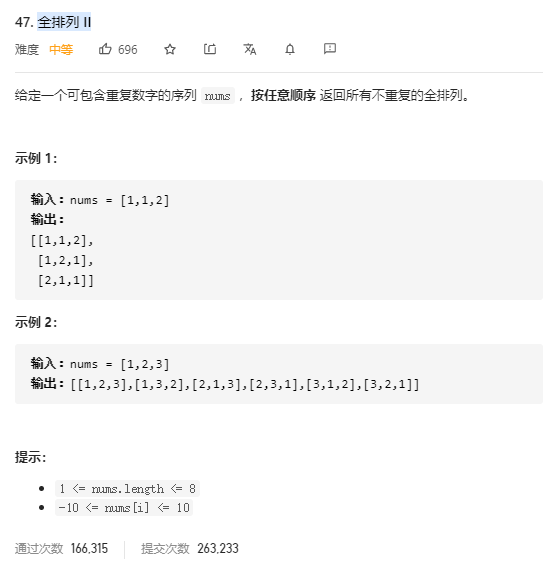 47. 全排列 II
难度 中等 696
给定一个可包含重复数字的序列 nums ，按任意顺序 返回所有不重复的全排列。
示例 1：
输入：nums = [1,1,2]
输出：
[[1,1,2],
[1,2,1],
[2,1,1]]
示例 2：
输入：nums = [1,2,3]
输出：[[1,2,3],[1,3,2],[2,1,3],[2,3,1],[3,1,2],[3,2,1]]
提示：
1 <= nums.length <= 8
-10 <= nums[i] <= 10
通过次数 166,315 提交次数 263,233